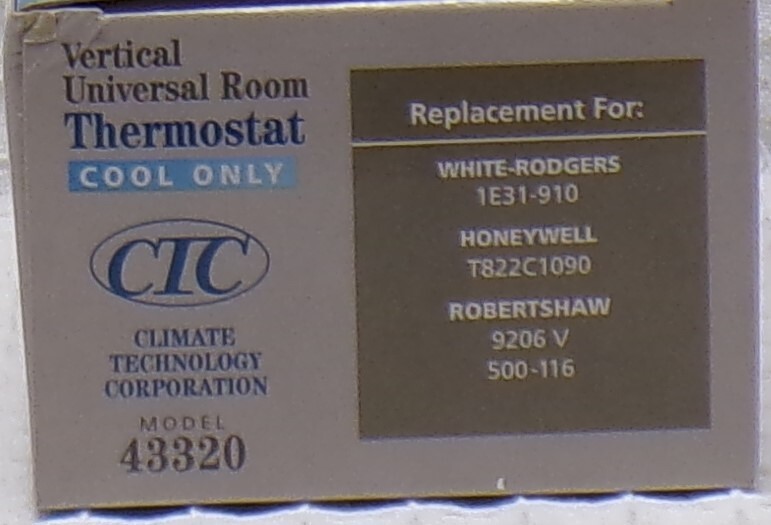 Vertical
Universal Room
Thermostat
COOL ONLY
CTC
CLIMATE
TECHNOLOGY
CORPORATION
MODEL
43320
Replacement For:
WHITE-RODGERS
1E31-910
HONEYWELL
T822C1090
ROBERTSHAW
9206 V
500-116